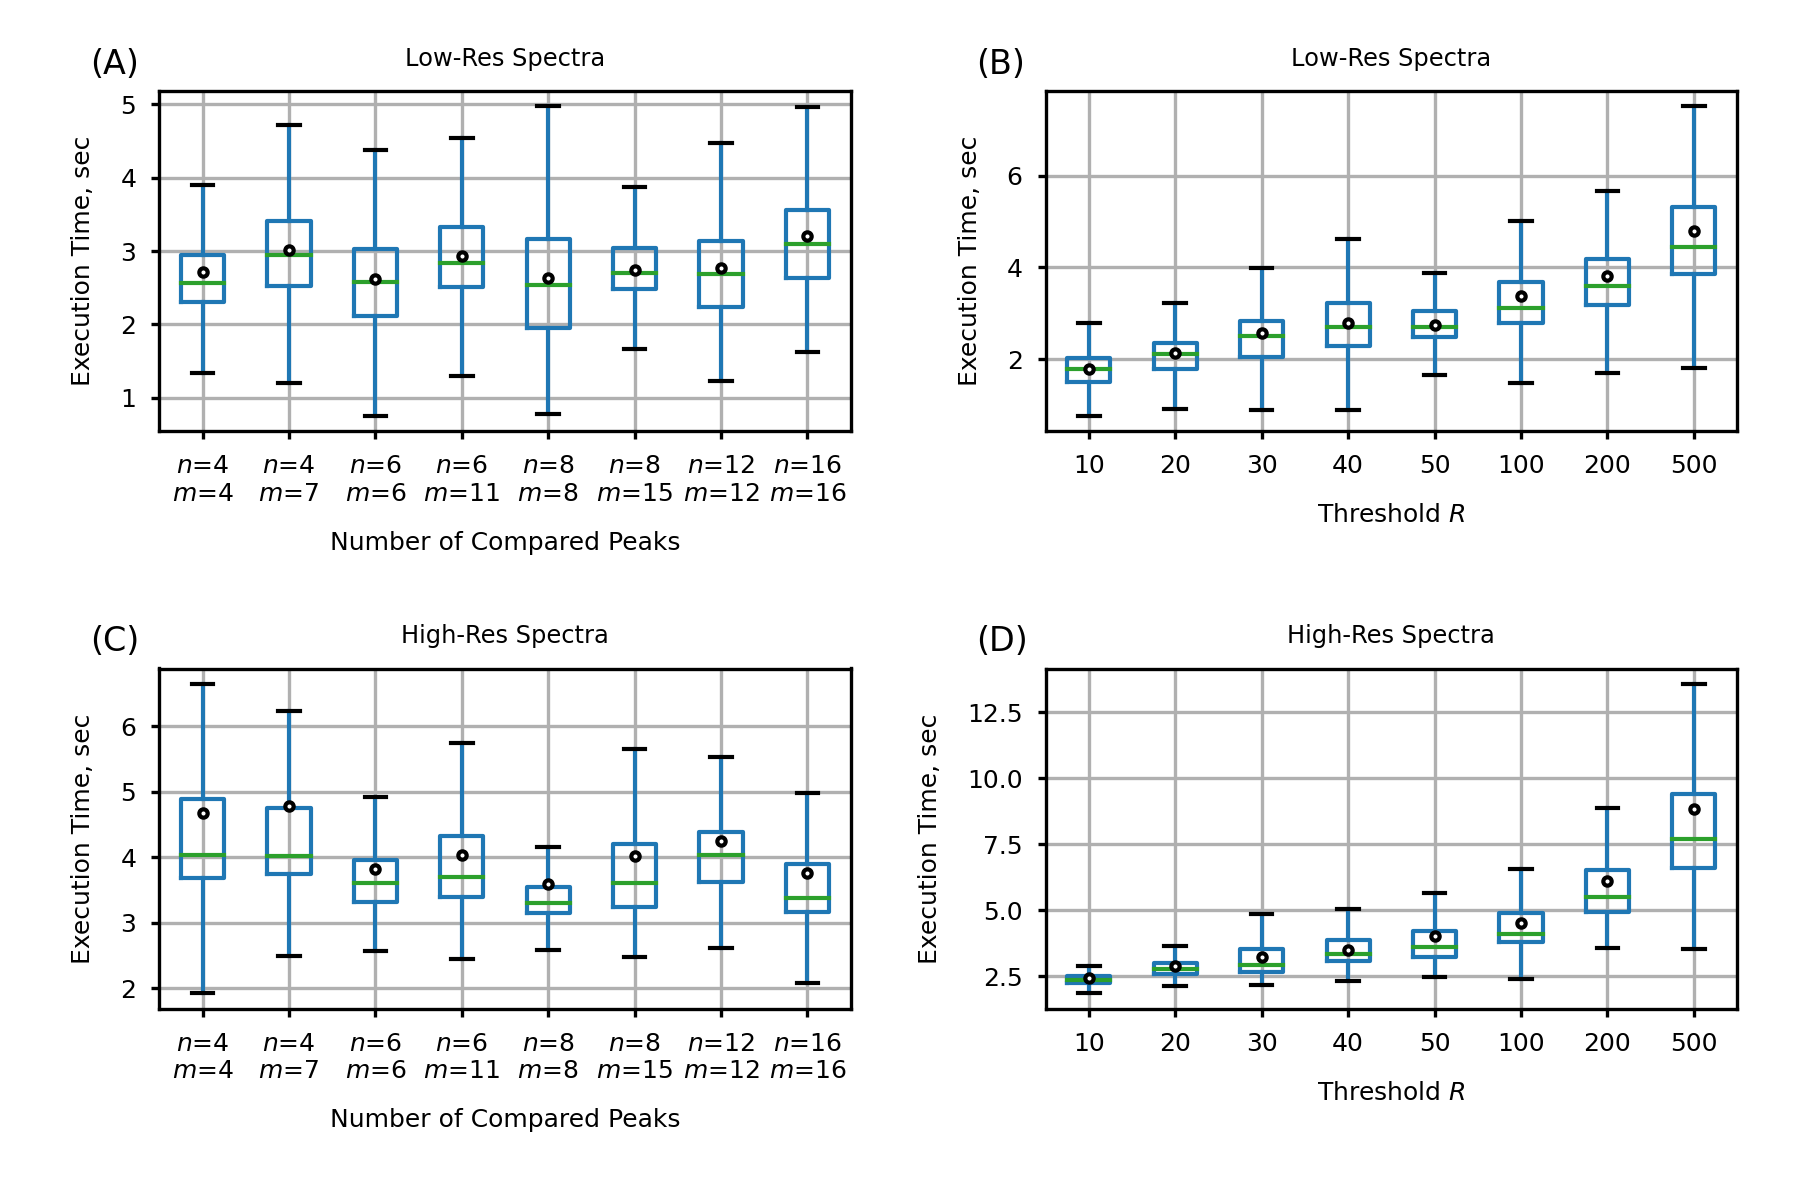 (A)
Low-Res Spectra
Execution Time, sec
5
4
3
2
1
n=4 n=4 n=6 n=6 n=8 n=8 n=12 n=16
m=4 m=7 m=6 m=11 m=8 m=15 m=12 m=16
Number of Compared Peaks
(B)
Low-Res Spectra
Execution Time, sec
6
4
2
10 20 30 40 50 100 200 500
Threshold R
(C)
High-Res Spectra
Execution Time, sec
6
5
4
3
2
n=4 n=4 n=6 n=6 n=8 n=8 n=12 n=16
m=4 m=7 m=6 m=11 m=8 m=15 m=12 m=16
Number of Compared Peaks
(D)
High-Res Spectra
Execution Time, sec
12.5
10.0
7.5
5.0
2.5
10 20 30 40 50 100 200 500
Threshold R